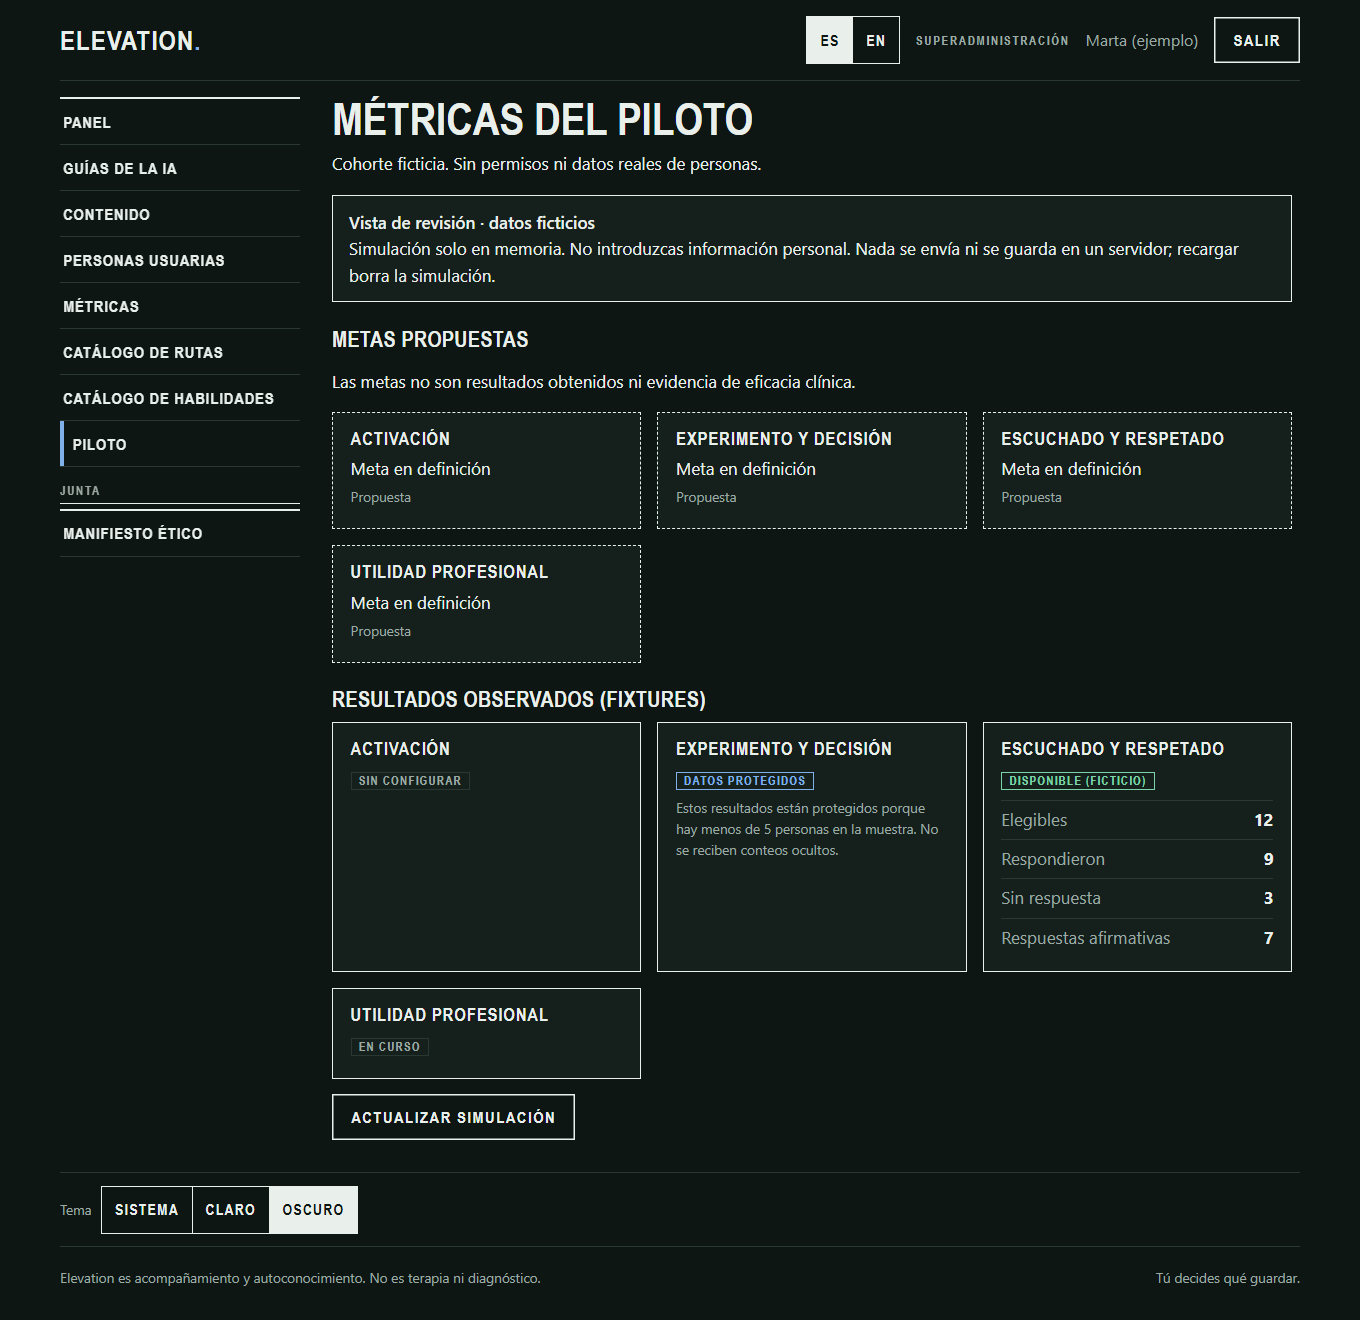 ELEVATION.
ES EN SUPERADMINISTRACIÓN Marta (ejemplo) SALIR
PANEL
GUÍAS DE LA IA
CONTENIDO
PERSONAS USUARIAS
MÉTRICAS
CATÁLOGO DE RUTAS
CATÁLOGO DE HABILIDADES
PILOTO
JUNTA
MANIFIESTO ÉTICO
MÉTRICAS DEL PILOTO
Cohorte ficticia. Sin permisos ni datos reales de personas.
Vista de revisión · datos ficticios
Simulación solo en memoria. No introduzcas información personal. Nada se envía ni se guarda en un servidor; recargar
borra la simulación.
METAS PROPUESTAS
Las metas no son resultados obtenidos ni evidencia de eficacia clínica.
ACTIVACIÓN
Meta en definición
Propuesta
EXPERIMENTO Y DECISIÓN
Meta en definición
Propuesta
ESCUCHADO Y RESPETADO
Meta en definición
Propuesta
UTILIDAD PROFESIONAL
Meta en definición
Propuesta
RESULTADOS OBSERVADOS (FIXTURES)
ACTIVACIÓN
SIN CONFIGURAR
EXPERIMENTO Y DECISIÓN
DATOS PROTEGIDOS
Estos resultados están protegidos porque
hay menos de 5 personas en la muestra. No
se reciben conteos ocultos.
ESCUCHADO Y RESPETADO
DISPONIBLE (FICTICIO)
Elegibles 12
Respondieron 9
Sin respuesta 3
Respuestas afirmativas 7
UTILIDAD PROFESIONAL
EN CURSO
ACTUALIZAR SIMULACIÓN
Tema SISTEMA CLARO OSCURO
Elevation es acompañamiento y autoconocimiento. No es terapia ni diagnóstico.
Tú decides qué guardar.